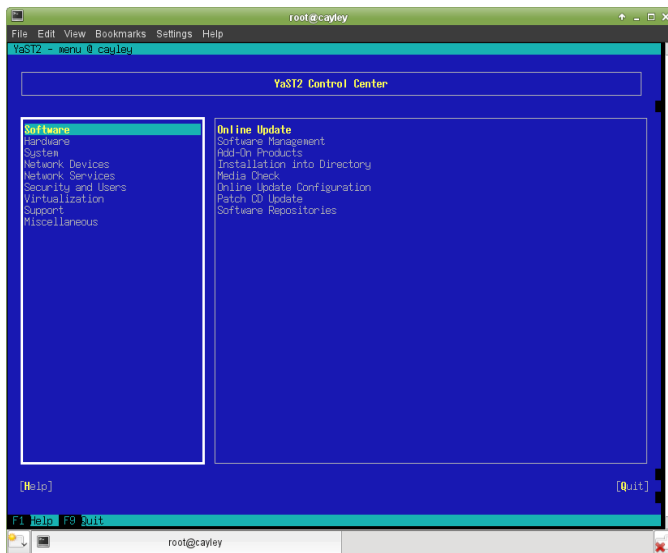 root@cayley
File Edit View Bookmarks Settings Help
YaST2 - menu @ cayley
YaST2 Control Center
Software
Hardware
System
Network Devices
Network Services
Security and Users
Virtualization
Support
Miscellaneous
Online Update
Software Management
Add-On Products
Installation into Directory
Media Check
Online Update Configuration
Patch CD Update
Software Repositories
[Help] [Quit]
F1 Help F9 Quit
root@cayley